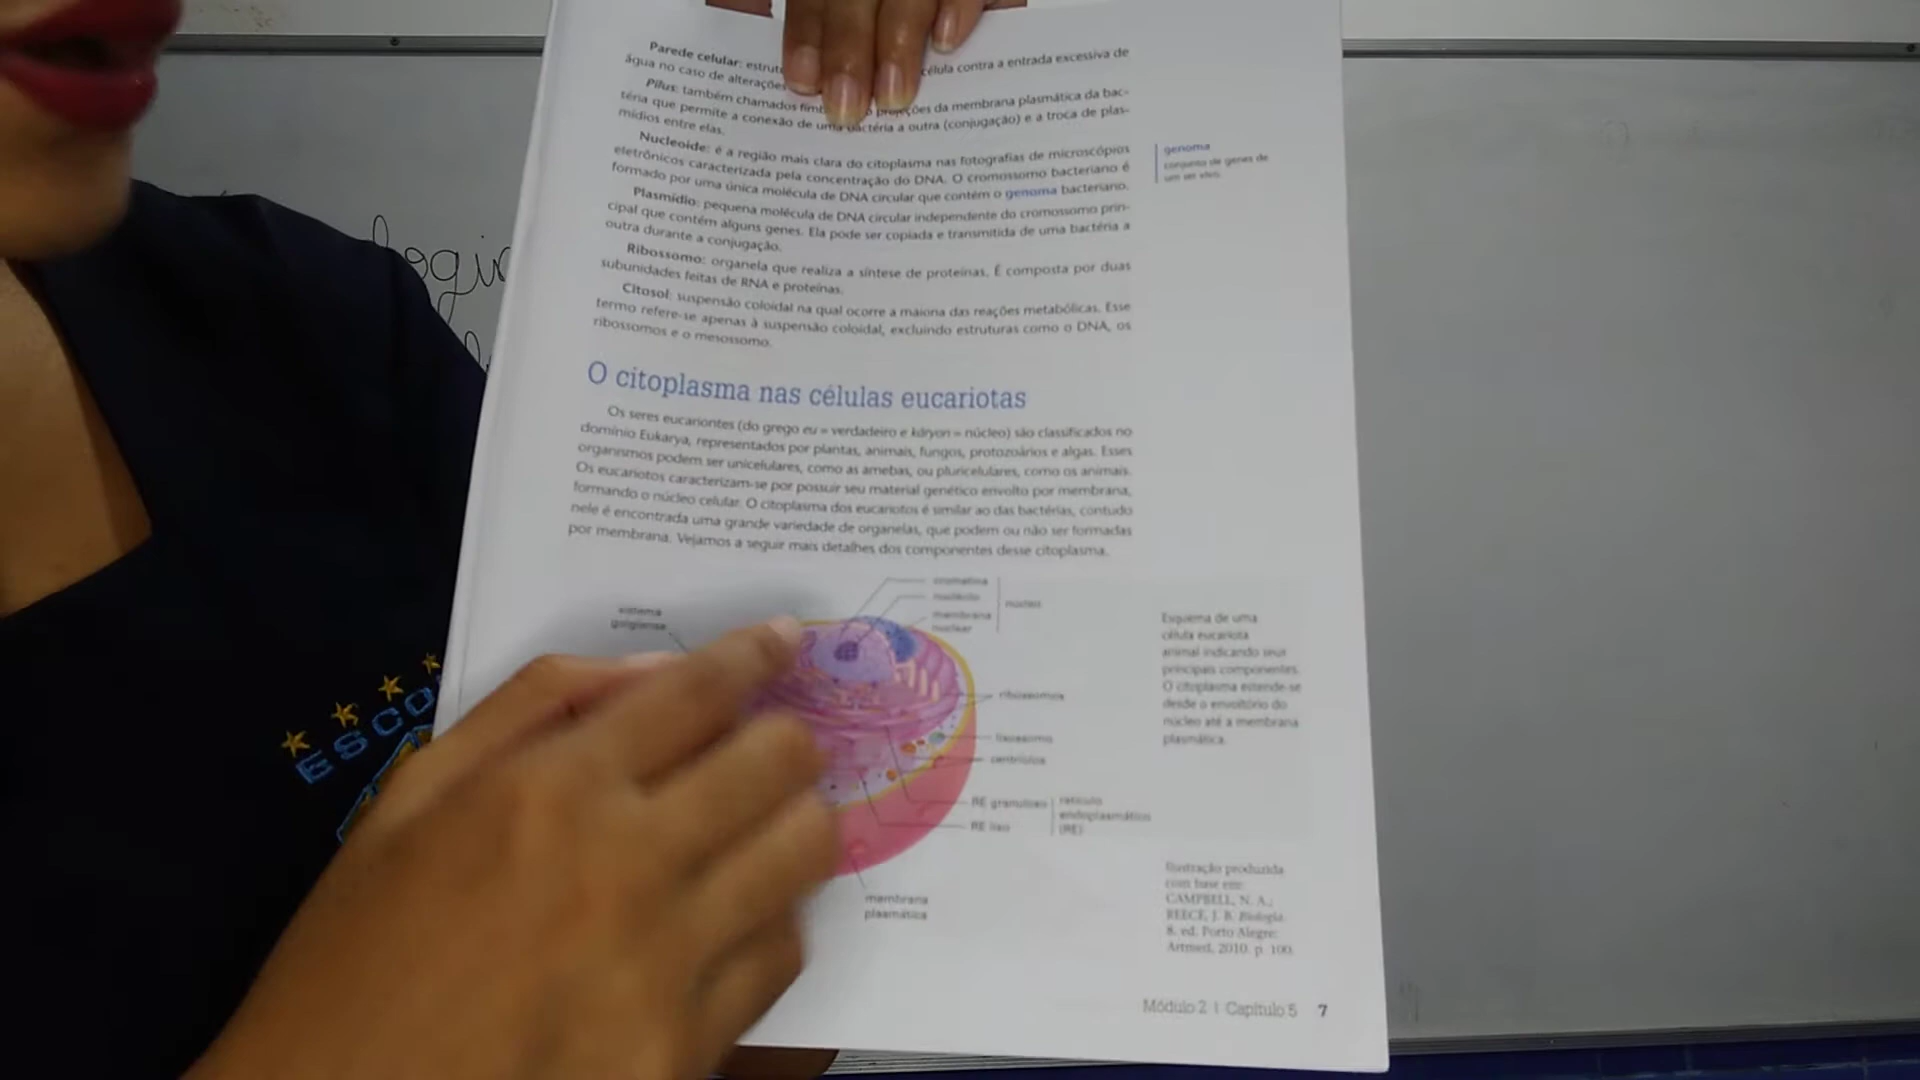 Parede celular: estrut célula contra a entrada excessiva de
água no caso de alterações
Pilus: também chamados fímb projeções da membrana plasmática da bac-
téria que permite a conexão de uma bactéria a outra (conjugação) e a troca de plas-
mídios entre elas.
Nucleoide: é a região mais clara do citoplasma nas fotografias de microscópios
eletrônicos caracterizada pela concentração do DNA. O cromossomo bacteriano é
formado por uma única molécula de DNA circular que contém o genoma bacteriano.
Plasmídio: pequena molécula de DNA circular independente do cromossomo prin-
cipal que contém alguns genes. Ela pode ser copiada e transmitida de uma bactéria a
outra durante a conjugação.
Ribossomo: organela que realiza a síntese de proteínas. É composta por duas
subunidades feitas de RNA e proteínas.
Citosol: suspensão coloidal na qual ocorre a maioria das reações metabólicas. Esse
termo refere-se apenas à suspensão coloidal, excluindo estruturas como o DNA, os
ribossomos e o mesossomo.
genoma
conjunto de genes de
um ser vivo.
O citoplasma nas células eucariotas
Os seres eucariontes (do grego eu = verdadeiro e káryon = núcleo) são classificados no
domínio Eukarya, representados por plantas, animais, fungos, protozoários e algas. Esses
organismos podem ser unicelulares, como as amebas, ou pluricelulares, como os animais.
Os eucariotos caracterizam-se por possuir seu material genético envolto por membrana,
formando o núcleo celular. O citoplasma dos eucariotos é similar ao das bactérias, contudo
nele é encontrada uma grande variedade de organelas, que podem ou não ser formadas
por membrana. Vejamos a seguir mais detalhes dos componentes desse citoplasma.
sistema
golgiense
cromatina
nucléolo
membrana
nuclear
núcleo
ribossomos
lisossomo
centríolos
RE granuloso
RE liso
retículo
endoplasmático
(RE)
membrana
plasmática
Esquema de uma
célula eucariota
animal indicando seus
principais componentes.
O citoplasma estende-se
desde o envoltório do
núcleo até a membrana
plasmática.
Ilustração produzida
com base em:
CAMPBELL, N. A.;
REECE, J. B. Biologia.
8. ed. Porto Alegre:
Artmed, 2010. p. 100.
Módulo 2 | Capítulo 5 7
ESCO